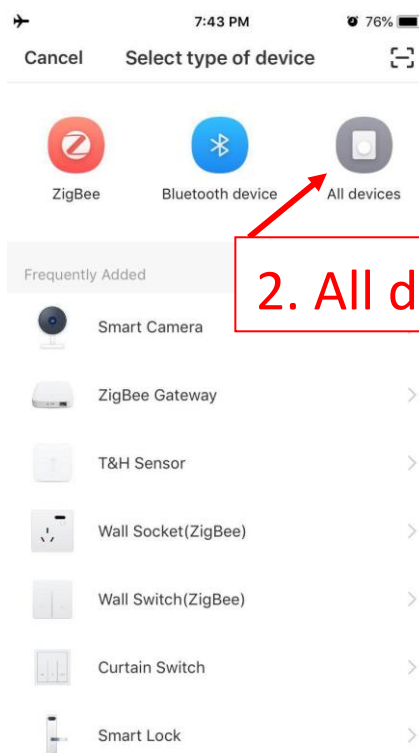 7:43 PM
76%
Cancel
Select type of device
ZigBee
Bluetooth device
All devices
Frequently Added
2. All d
Smart Camera
ZigBee Gateway
T&H Sensor
Wall Socket(ZigBee)
Wall Switch(ZigBee)
Curtain Switch
Smart Lock